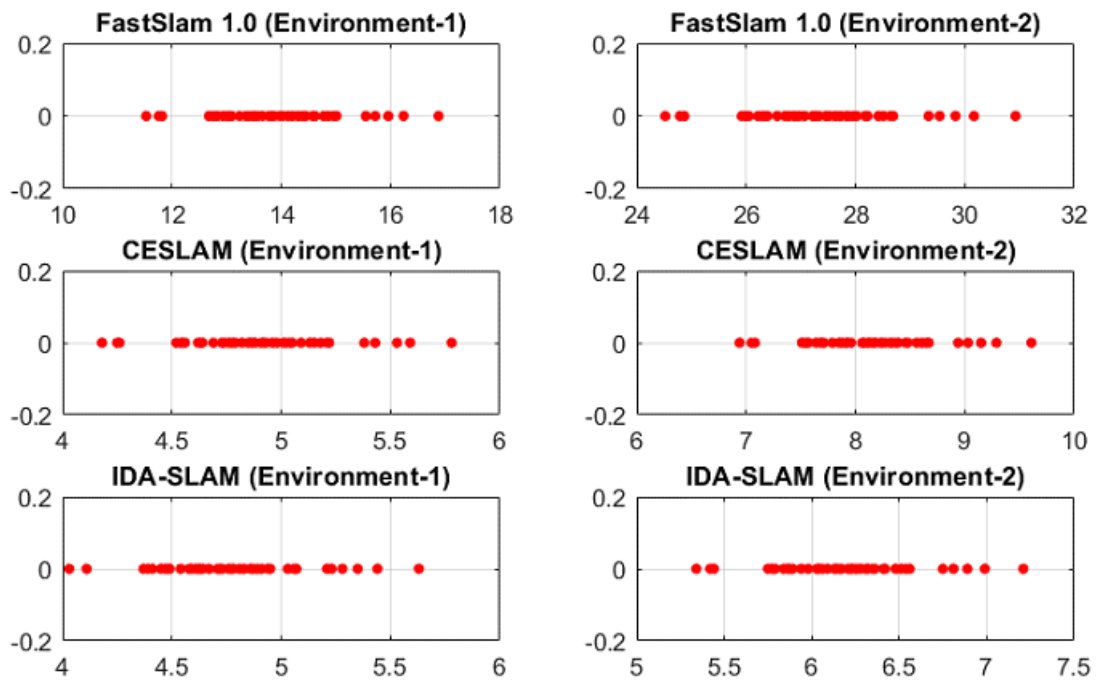 FastSlam 1.0 (Environment-1)
0.2
0
-0.2
10 12 14 16 18
FastSlam 1.0 (Environment-2)
0.2
0
-0.2
24 26 28 30 32
CESLAM (Environment-1)
0.2
0
-0.2
4 4.5 5 5.5 6
CESLAM (Environment-2)
0.2
0
-0.2
6 7 8 9 10
IDA-SLAM (Environment-1)
0.2
0
-0.2
4 4.5 5 5.5 6
IDA-SLAM (Environment-2)
0.2
0
-0.2
5 5.5 6 6.5 7 7.5